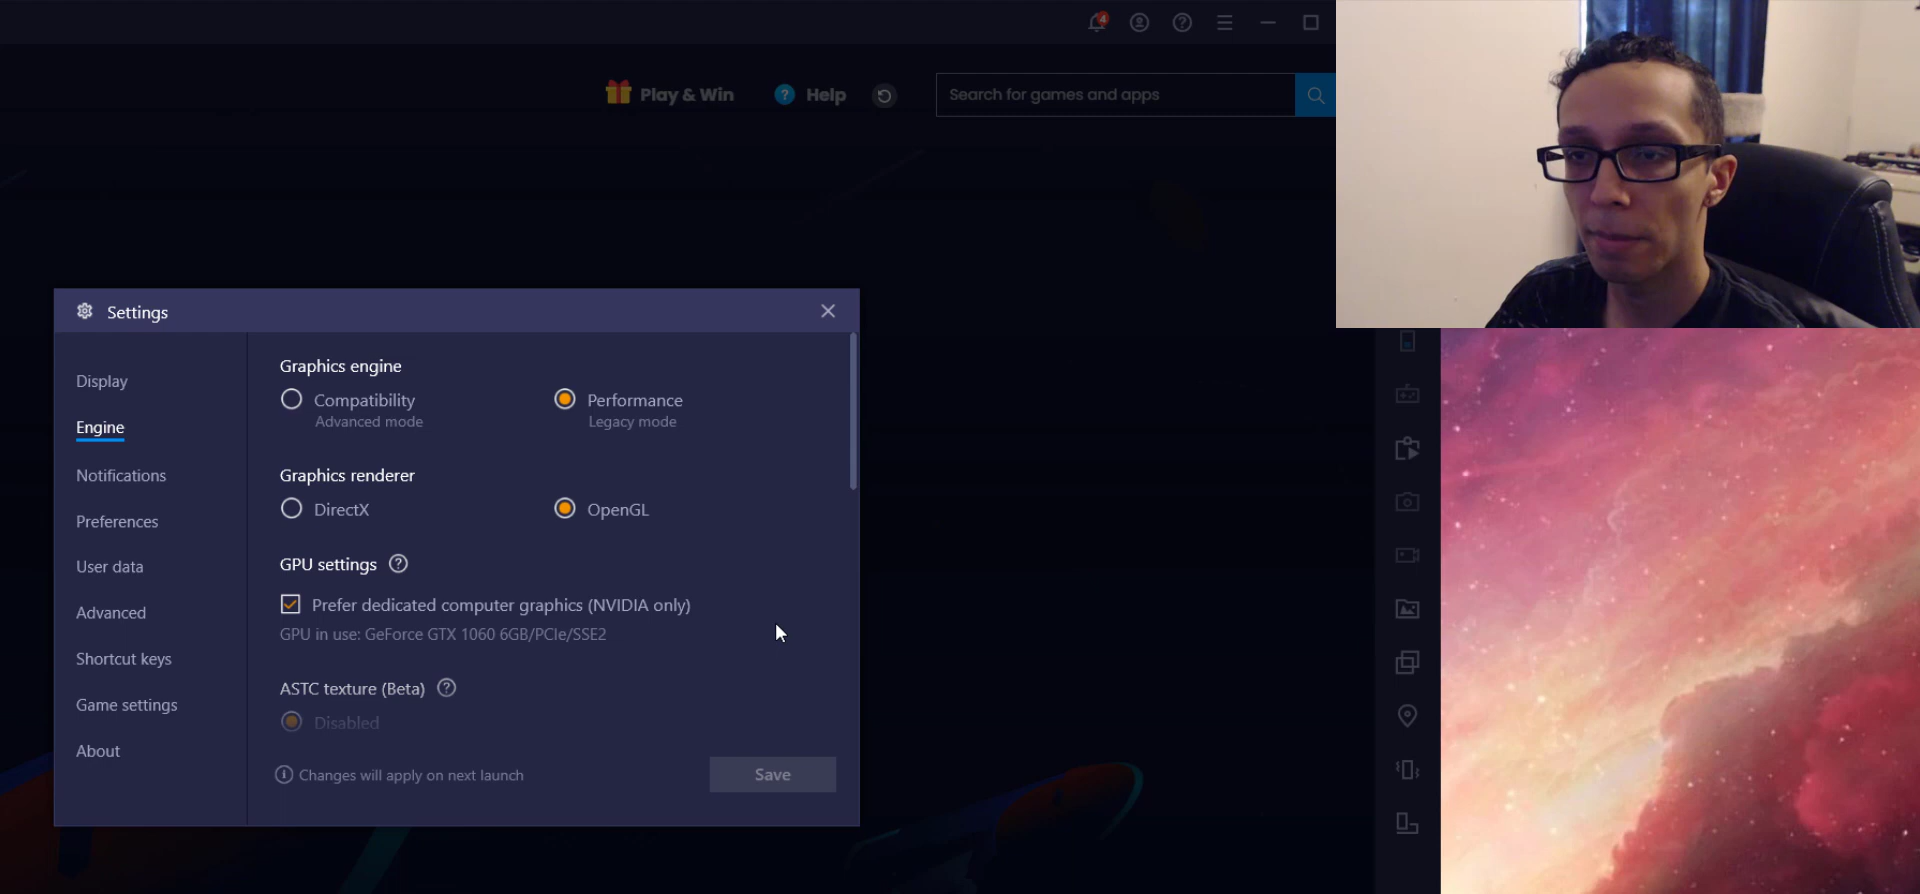 4
Play & Win
? Help
Search for games and apps
Settings
Display
Engine
Notifications
Preferences
User data
Advanced
Shortcut keys
Game settings
About
Graphics engine
Compatibility
Advanced mode
Performance
Legacy mode
Graphics renderer
DirectX
OpenGL
GPU settings ?
Prefer dedicated computer graphics (NVIDIA only)
GPU in use: GeForce GTX 1060 6GB/PCIe/SSE2
ASTC texture (Beta) ?
Disabled
Changes will apply on next launch
Save